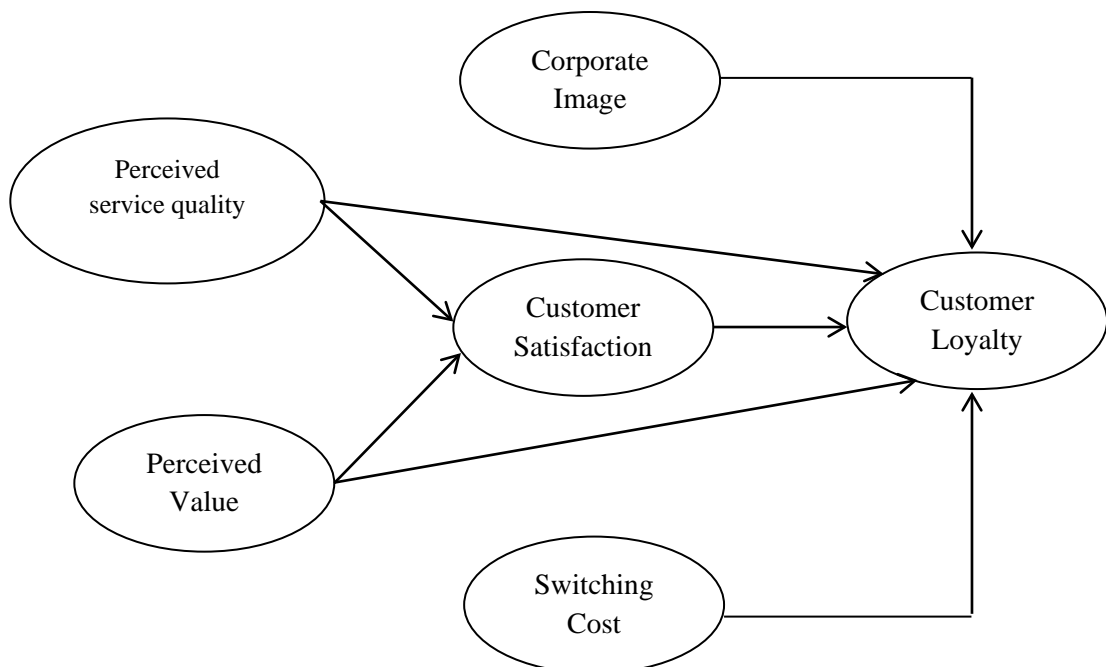 Corporate
Image
Perceived
service quality
Customer
Satisfaction
Customer
Loyalty
Perceived
Value
Switching
Cost